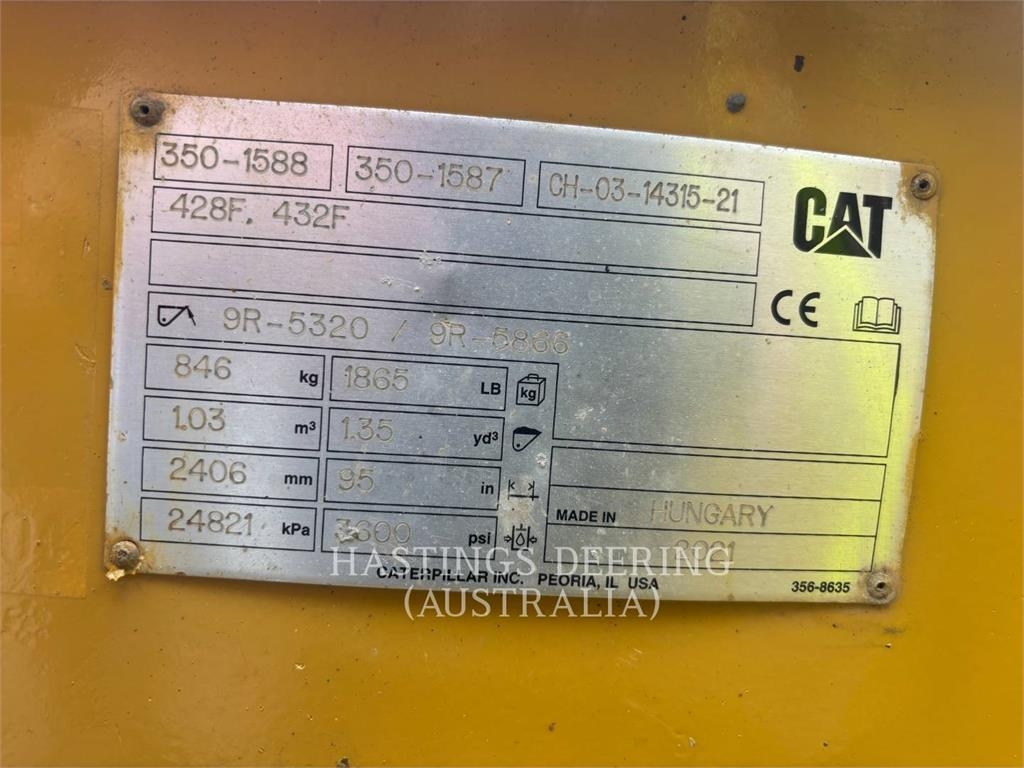 350-1588 350-1587 CH-03-14315-21
CAT
428F, 432F
CE
9R-5320 / 9R-5866
846 kg 1865 LB kg
1.03 m³ 1.35 yd³
2406 mm 95 in
24821 kPa 3600 psi
MADE IN HUNGARY
2021
CATERPILLAR INC. PEORIA, IL USA 356-8635
HASTINGS DEERING
(AUSTRALIA)